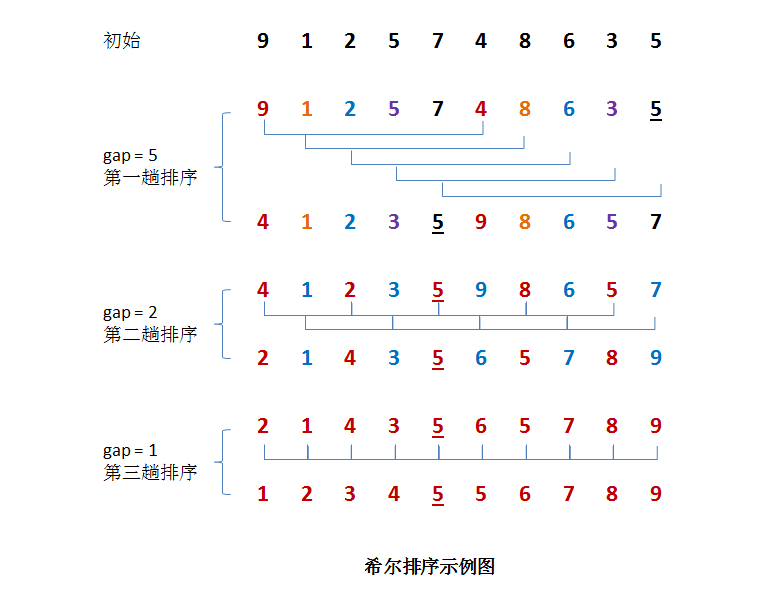 初始 9 1 2 5 7 4 8 6 3 5
9 1 2 5 7 4 8 6 3 5
gap = 5
第一趟排序
4 1 2 3 5 9 8 6 5 7
4 1 2 3 5 9 8 6 5 7
gap = 2
第二趟排序
2 1 4 3 5 6 5 7 8 9
2 1 4 3 5 6 5 7 8 9
gap = 1
第三趟排序
1 2 3 4 5 5 6 7 8 9
希尔排序示例图